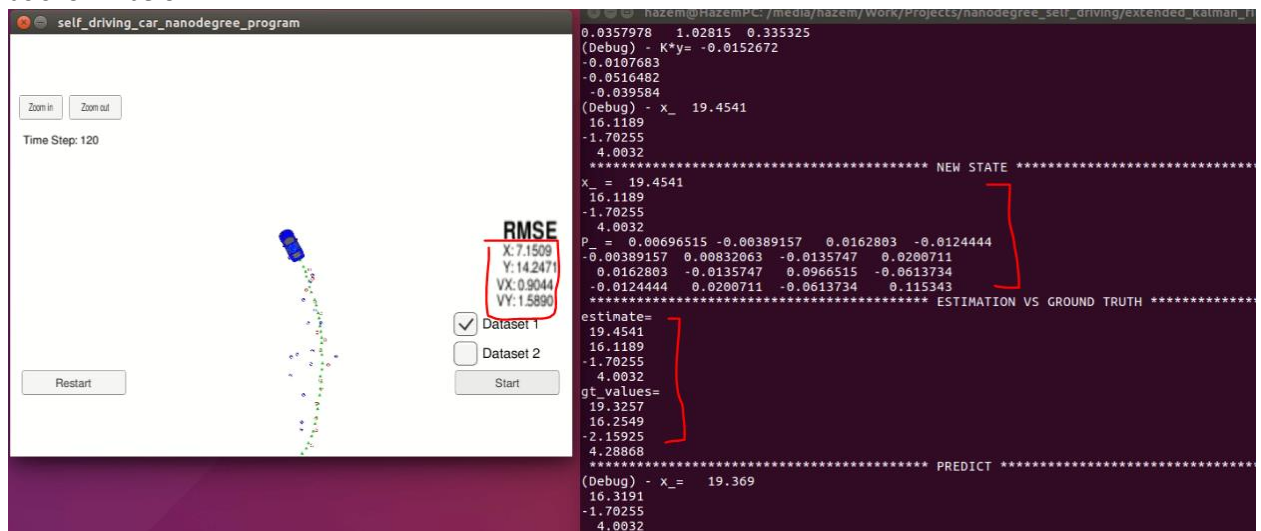 self_driving_car_nanodegree_program
Zoom in
Zoom out
Time Step: 120
RMSE
X: 7.1509
Y: 14.2471
VX: 0.9044
VY: 1.5890
Dataset 1
Dataset 2
Restart
Start
hazem@HazemPC: /media/hazem/Work/Projects/nanodegree_self_driving/extended_kalman_fi
0.0357978 1.02815 0.335325
(Debug) - K*y= -0.0152672
-0.0107683
-0.0516482
-0.039584
(Debug) - x_ 19.4541
16.1189
-1.70255
4.0032
******************************************* NEW STATE ******************************
x_ = 19.4541
16.1189
-1.70255
4.0032
P_ = 0.00696515 -0.00389157 0.0162803 -0.0124444
-0.00389157 0.00832063 -0.0135747 0.0200711
0.0162803 -0.0135747 0.0966515 -0.0613734
-0.0124444 0.0200711 -0.0613734 0.115343
******************************************* ESTIMATION VS GROUND TRUTH *************
estimate=
19.4541
16.1189
-1.70255
4.0032
gt_values=
19.3257
16.2549
-2.15925
4.28868
******************************************* PREDICT ********************************
(Debug) - x_= 19.369
16.3191
-1.70255
4.0032